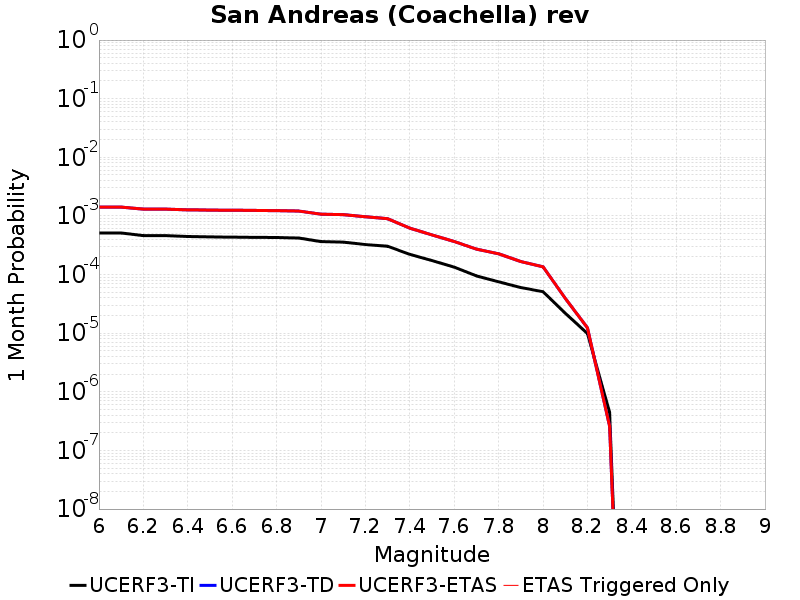 San Andreas (Coachella) rev
10^0
10^-1
10^-2
10^-3
10^-4
10^-5
10^-6
10^-7
10^-8
1 Month Probability
6 6.2 6.4 6.6 6.8 7 7.2 7.4 7.6 7.8 8 8.2 8.4 8.6 8.8 9
Magnitude
UCERF3-TI UCERF3-TD UCERF3-ETAS ETAS Triggered Only